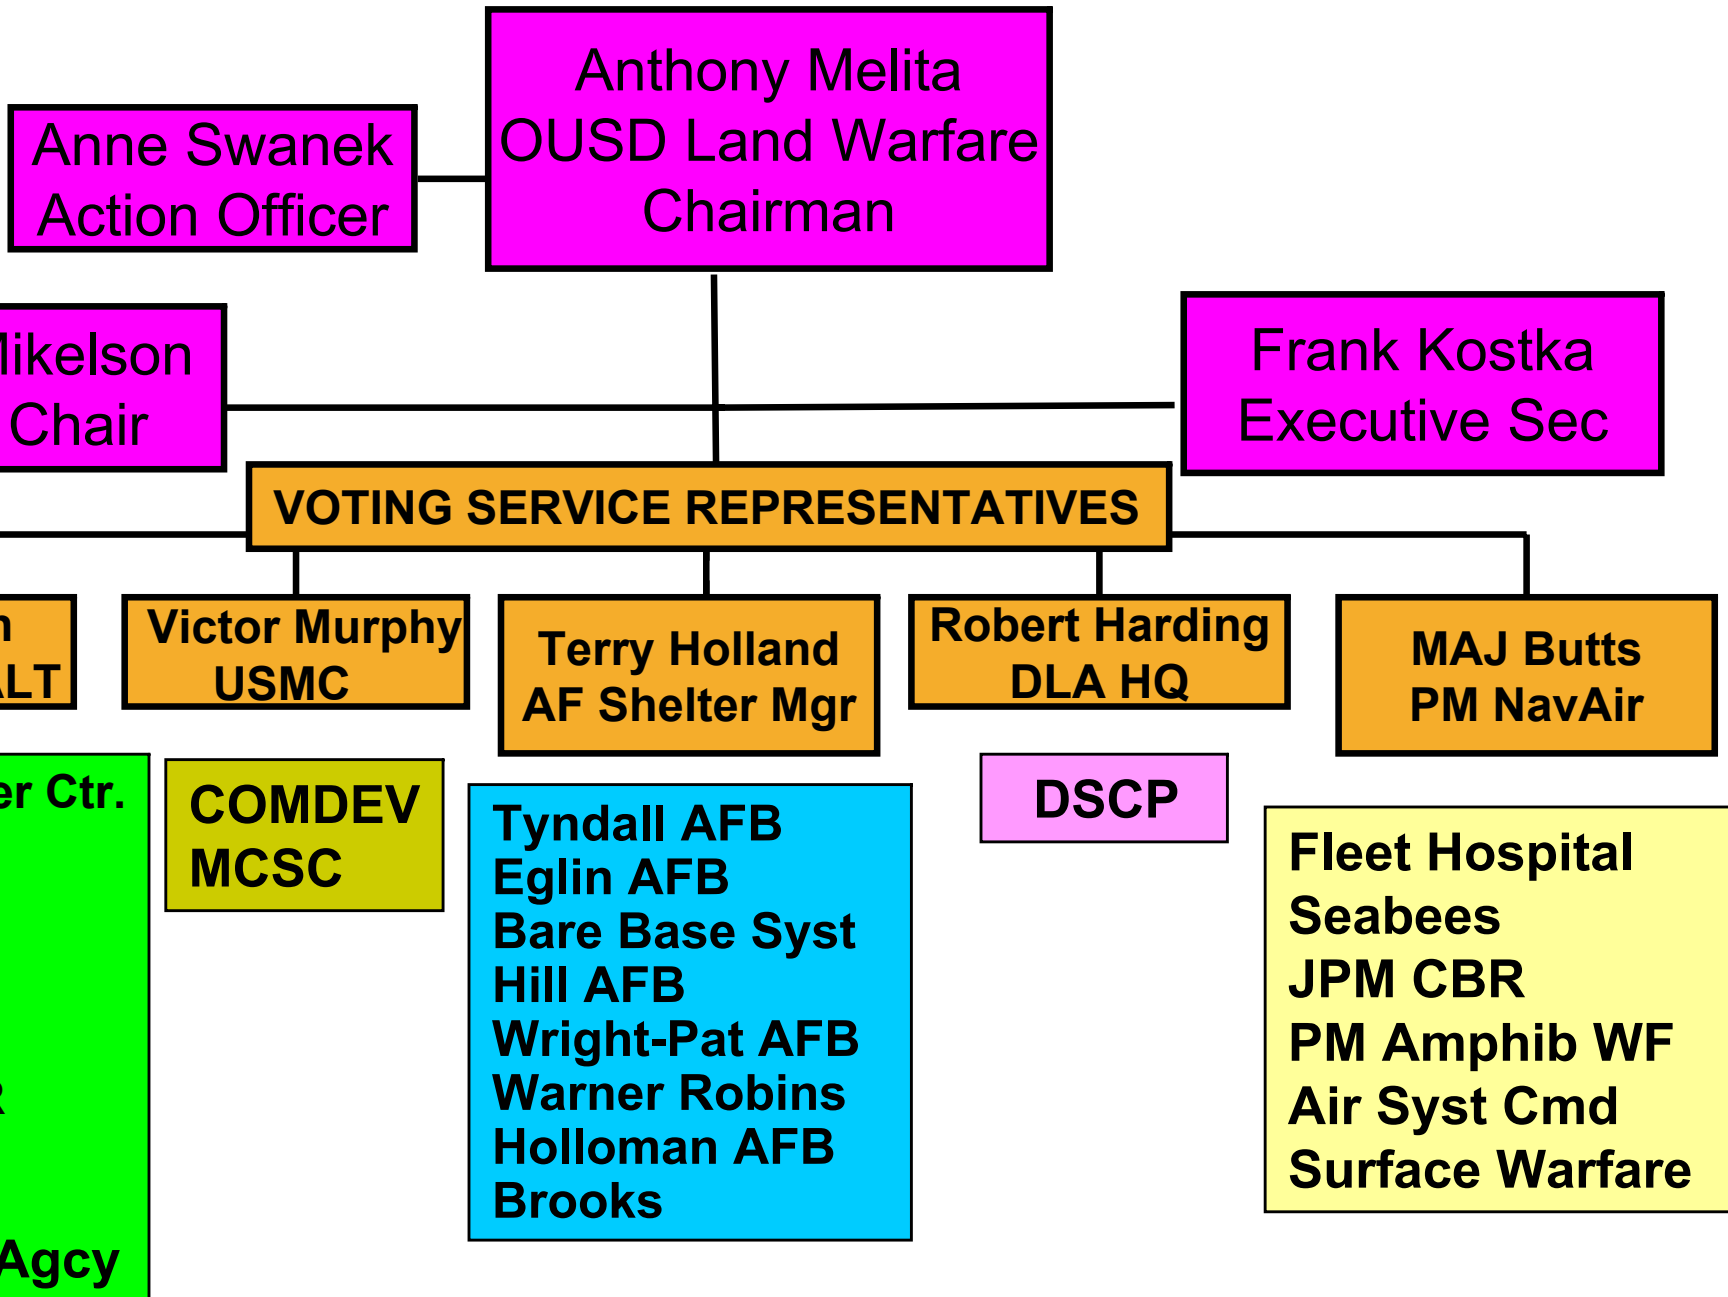 Anthony Melita
OUSD Land Warfare
Chairman
Anne Swanek
Action Officer
Chair
Frank Kostka
Executive Sec
VOTING SERVICE REPRESENTATIVES
Victor Murphy
USMC
Terry Holland
AF Shelter Mgr
Robert Harding
DLA HQ
MAJ Butts
PM NavAir
Ctr.
Agcy
COMDEV
MCSC
Tyndall AFB
Eglin AFB
Bare Base Syst
Hill AFB
Wright-Pat AFB
Warner Robins
Holloman AFB
Brooks
DSCP
Fleet Hospital
Seabees
JPM CBR
PM Amphib WF
Air Syst Cmd
Surface Warfare